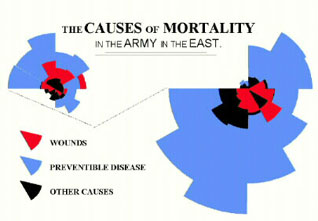 THE CAUSES OF MORTALITY
IN THE ARMY IN THE EAST.
WOUNDS
PREVENTIBLE DISEASE
OTHER CAUSES